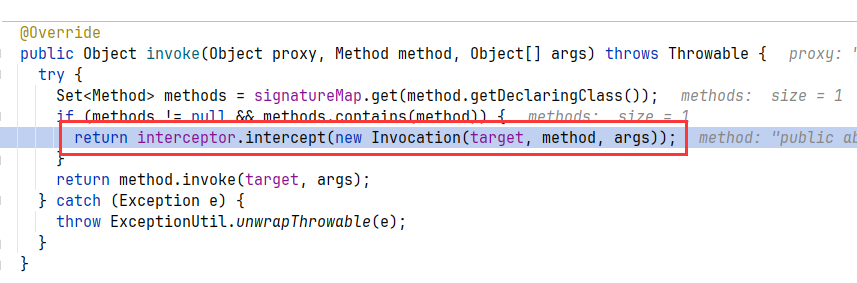 @Override
public Object invoke(Object proxy, Method method, Object[] args) throws Throwable {   proxy: "
  try {
    Set<Method> methods = signatureMap.get(method.getDeclaringClass());   methods:  size = 1
    if (methods != null && methods.contains(method)) {   methods:  size = 1
      return interceptor.intercept(new Invocation(target, method, args));   method: "public ab
    }
    return method.invoke(target, args);
  } catch (Exception e) {
    throw ExceptionUtil.unwrapThrowable(e);
  }
}